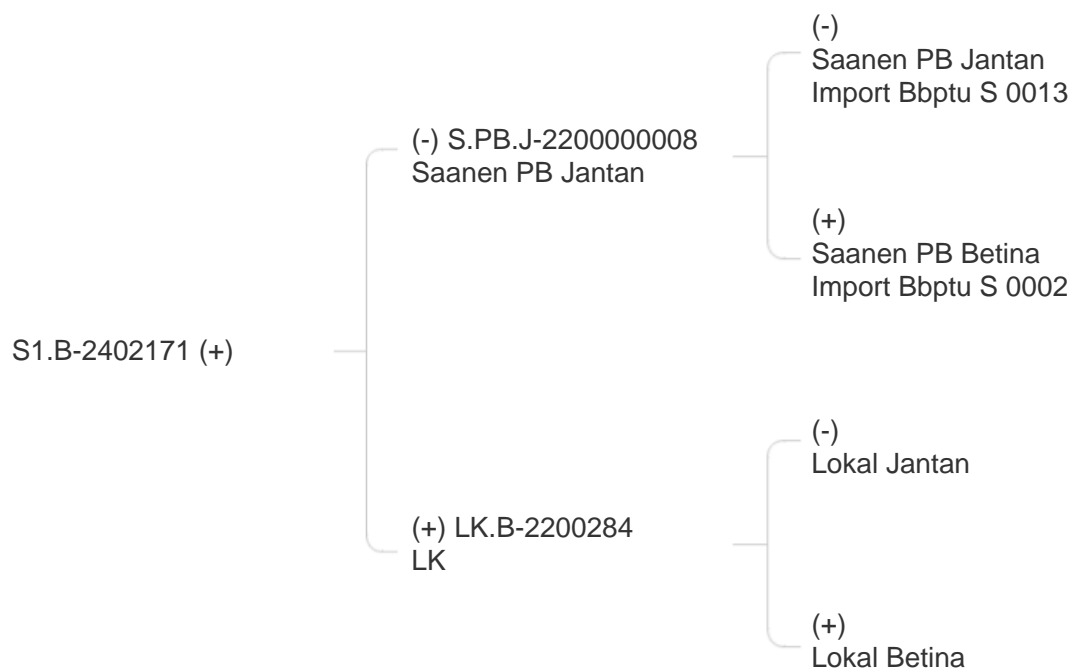 (-)
Saanen PB Jantan
Import Bbptu S 0013
(-) S.PB.J-2200000008
Saanen PB Jantan
(+)
Saanen PB Betina
Import Bbptu S 0002
S1.B-2402171 (+)
(-)
Lokal Jantan
(+) LK.B-2200284
LK
(+)
Lokal Betina